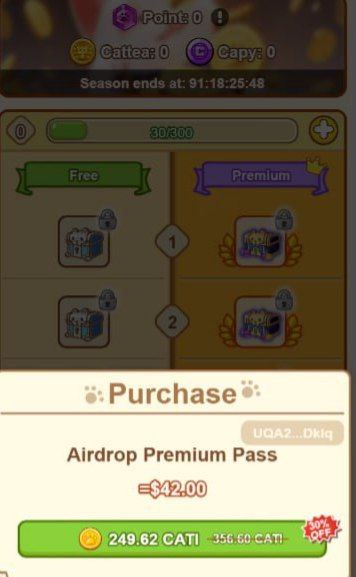 Point: 0 !
Cattea: 0 C Capy: 0
Season ends at: 91:18:25:48
0 30/300
Free Premium
1
2
Purchase
UQA2...Dklq
Airdrop Premium Pass
≈$42.00
249.62 CATI 356.60 CATI 30% OFF